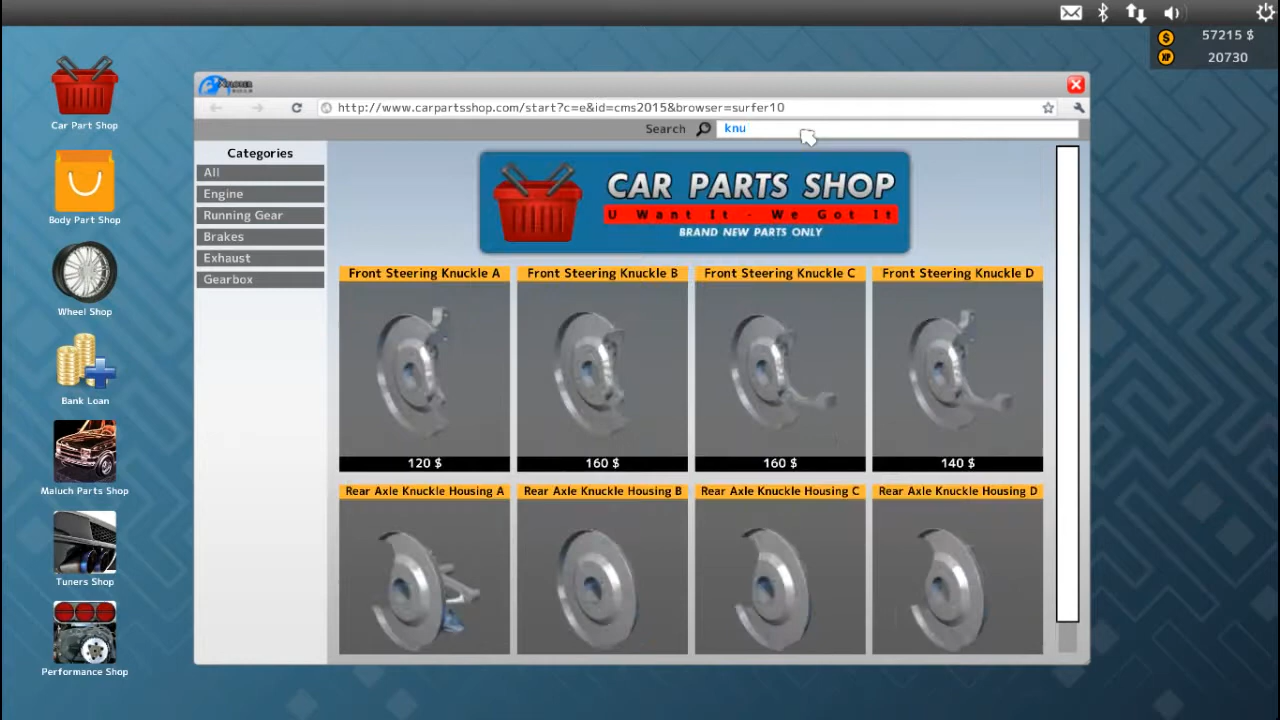 57215 $
20730
Car Part Shop
Body Part Shop
Wheel Shop
Bank Loan
Maluch Parts Shop
Tuners Shop
Performance Shop
http://www.carpartsshop.com/start?c=e&id=cms2015&browser=surfer10
Search knu
Categories
All
Engine
Running Gear
Brakes
Exhaust
Gearbox
CAR PARTS SHOP
U Want It - We Got It
BRAND NEW PARTS ONLY
Front Steering Knuckle A
Front Steering Knuckle B
Front Steering Knuckle C
Front Steering Knuckle D
120 $
160 $
160 $
140 $
Rear Axle Knuckle Housing A
Rear Axle Knuckle Housing B
Rear Axle Knuckle Housing C
Rear Axle Knuckle Housing D